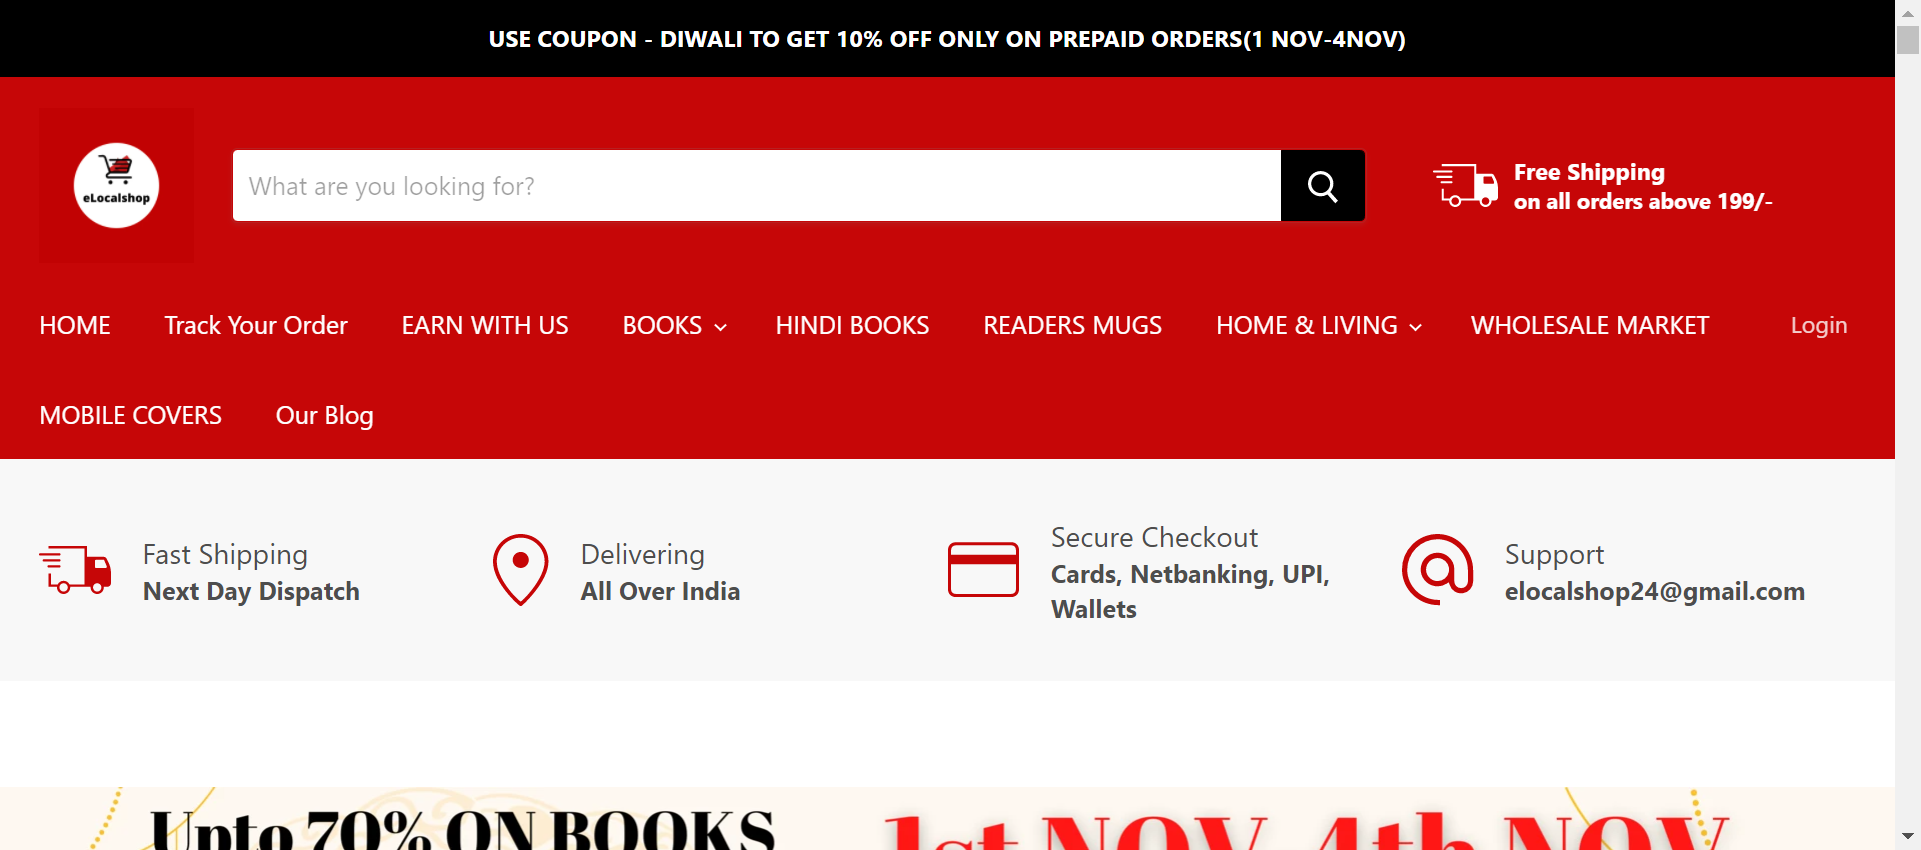 USE COUPON - DIWALI TO GET 10% OFF ONLY ON PREPAID ORDERS(1 NOV-4NOV)
eLocalshop
What are you looking for?
Free Shipping
on all orders above 199/-
HOME Track Your Order EARN WITH US BOOKS HINDI BOOKS READERS MUGS HOME & LIVING WHOLESALE MARKET Login
MOBILE COVERS Our Blog
Fast Shipping
Next Day Dispatch
Delivering
All Over India
Secure Checkout
Cards, Netbanking, UPI,
Wallets
Support
elocalshop24@gmail.com
Upto 70% ON BOOKS
1st NOV 4th NOV